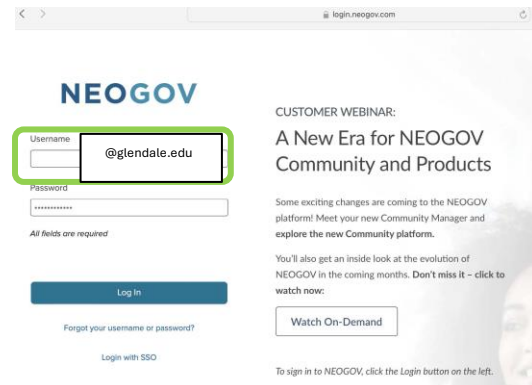 login.neogov.com
NEOGOV
Username
@glendale.edu
Password
••••••••••••
All fields are required
Log In
Forgot your username or password?
Login with SSO
CUSTOMER WEBINAR:
A New Era for NEOGOV
Community and Products
Some exciting changes are coming to the NEOGOV
platform! Meet your new Community Manager and
explore the new Community platform.
You'll also get an inside look at the evolution of
NEOGOV in the coming months. Don't miss it – click to
watch now:
Watch On-Demand
To sign in to NEOGOV, click the Login button on the left.